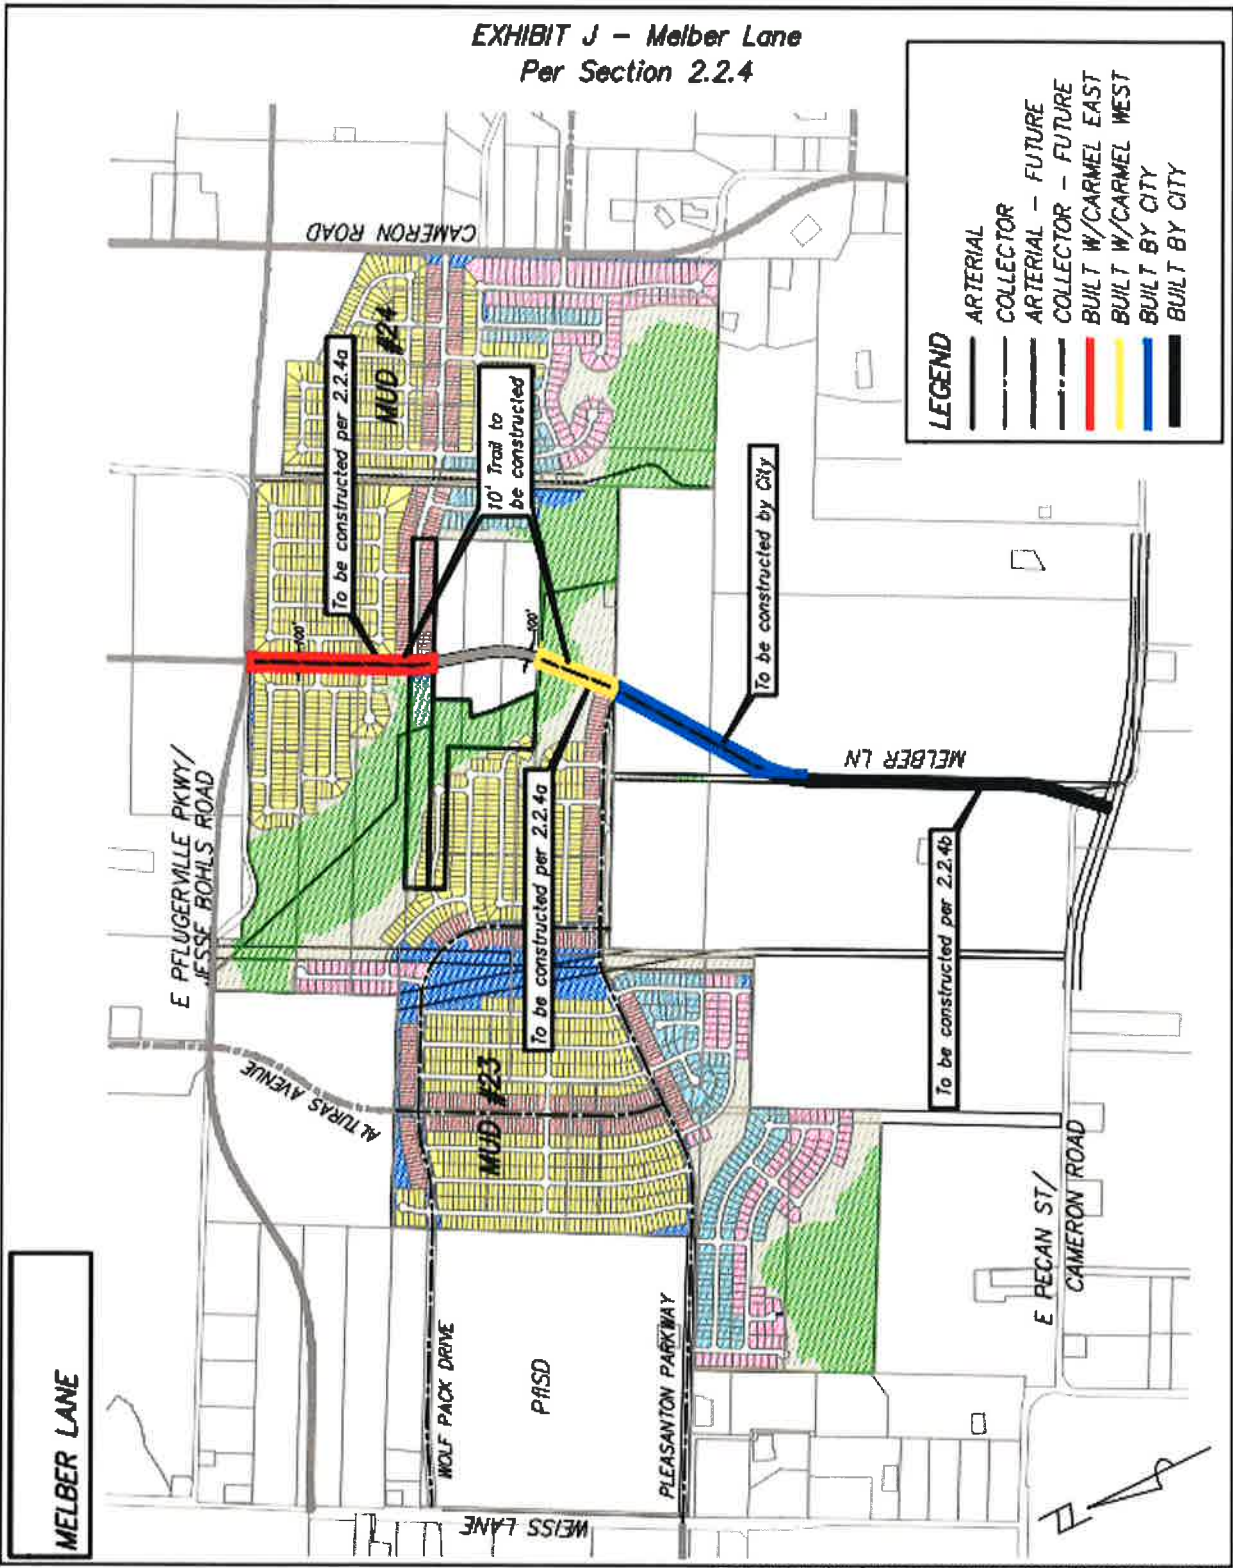 EXHIBIT J - Melber Lane
Per Section 2.2.4
MELBER LANE
LEGEND
ARTERIAL
COLLECTOR
ARTERIAL - FUTURE
COLLECTOR - FUTURE
BUILT W/CARMEL EAST
BUILT W/CARMEL WEST
BUILT BY CITY
BUILT BY CITY
CAMERON ROAD
MUD #24
To be constructed per 2.2.4a
10' Trail to
be constructed
100'
100'
To be constructed by City
E PFLUGERVILLE PKWY/
JESSE BOHLS ROAD
MELBER LN
To be constructed per 2.2.4a
To be constructed per 2.2.4b
ALTURAS AVENUE
MUD #23
E PECAN ST/
CAMERON ROAD
WOLF PACK DRIVE
PFISD
PLEASANTON PARKWAY
WEISS LANE